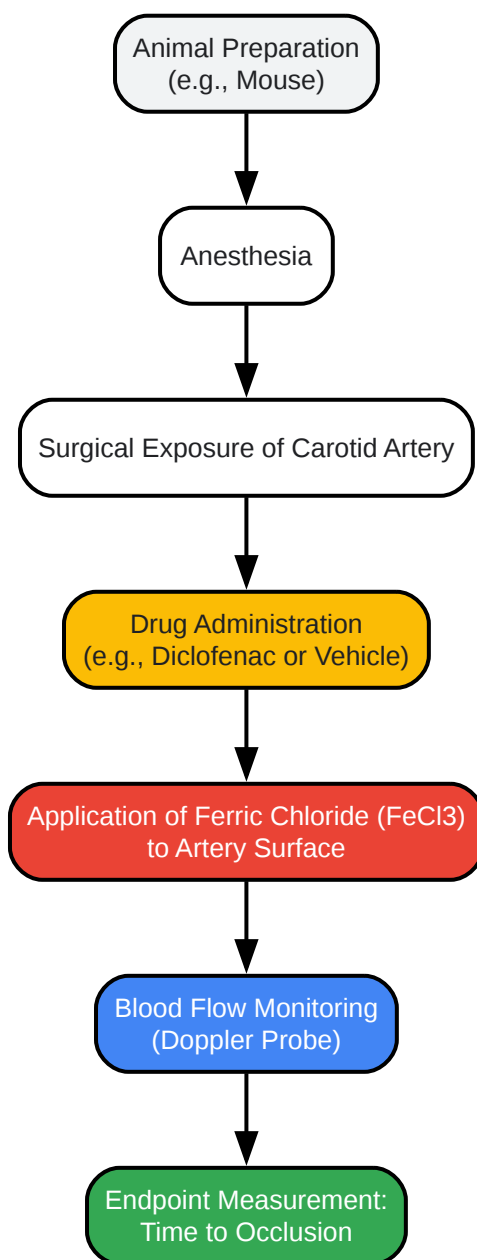 Animal Preparation
(e.g., Mouse)
Anesthesia
Surgical Exposure of Carotid Artery
Drug Administration
(e.g., Diclofenac or Vehicle)
Application of Ferric Chloride (FeCl3)
to Artery Surface
Blood Flow Monitoring
(Doppler Probe)
Endpoint Measurement:
Time to Occlusion